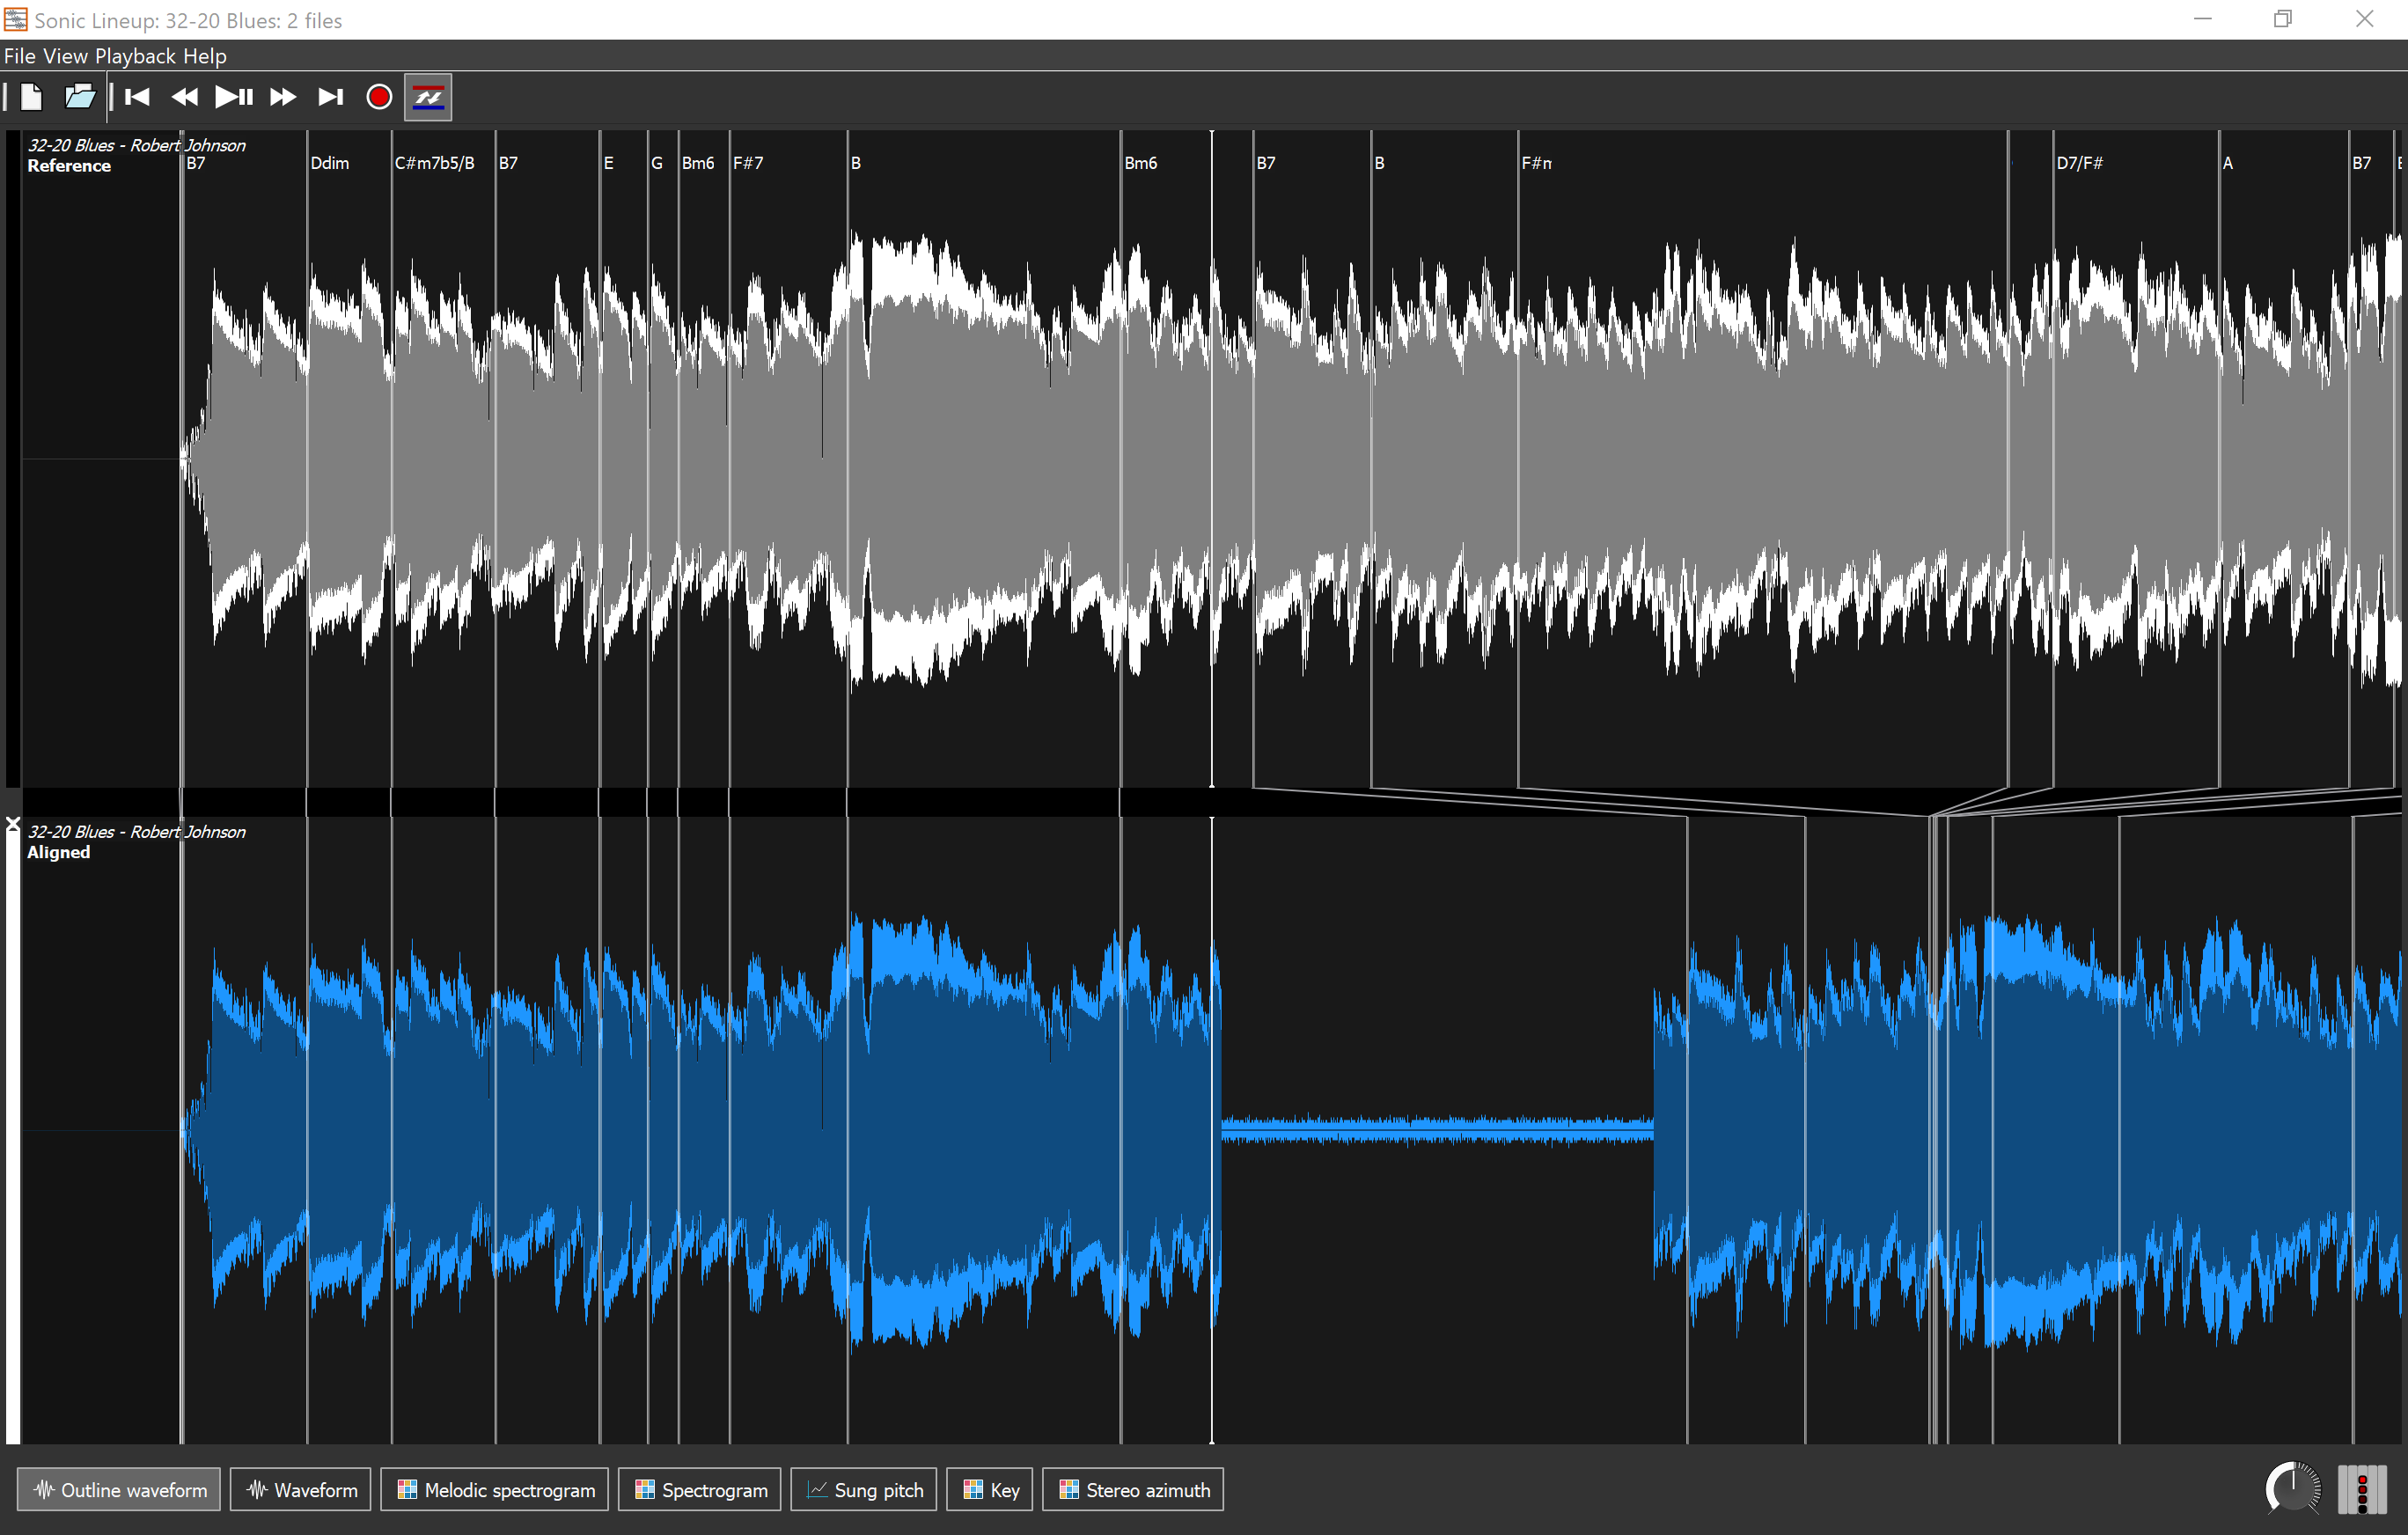 Sonic Lineup: 32-20 Blues: 2 files
File View Playback Help
32-20 Blues - Robert Johnson
Reference
B7 Ddim C#m7b5/B B7 E G Bm6 F#7 B Bm6 B7 B F#m D7/F# A B7
32-20 Blues - Robert Johnson
Aligned
Outline waveform Waveform Melodic spectrogram Spectrogram Sung pitch Key Stereo azimuth